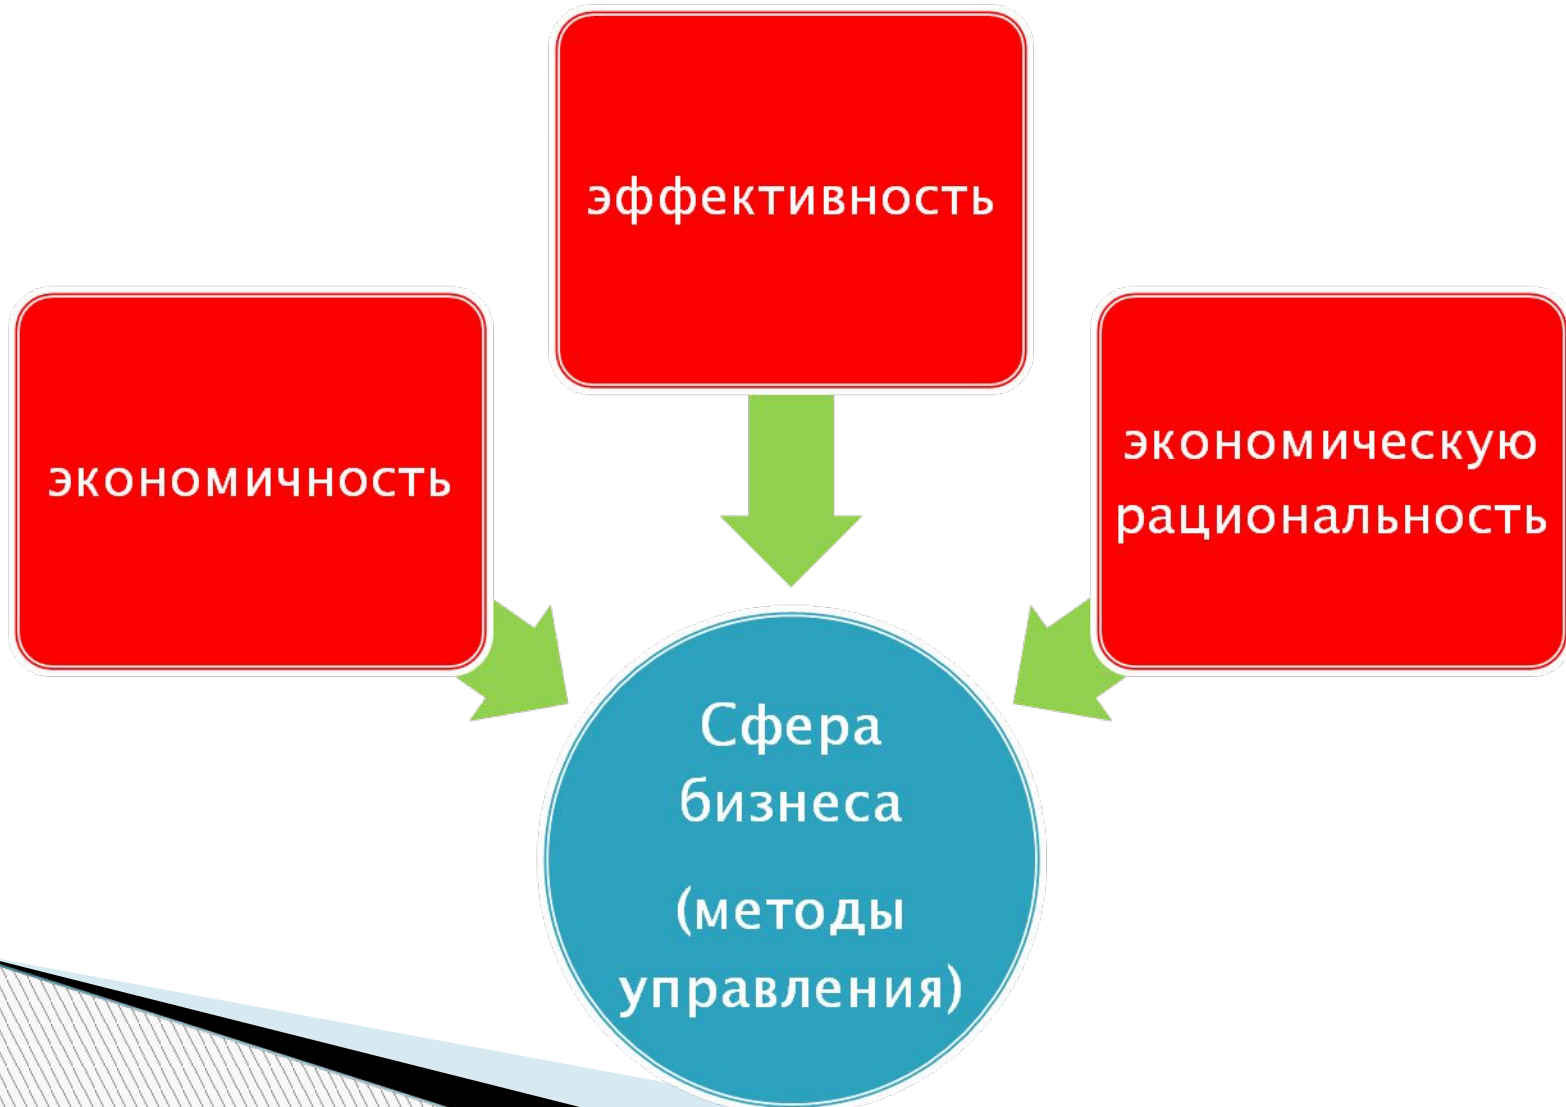 эффективность
экономичность
экономическую
рациональность
Сфера
бизнеса
(методы
управления)